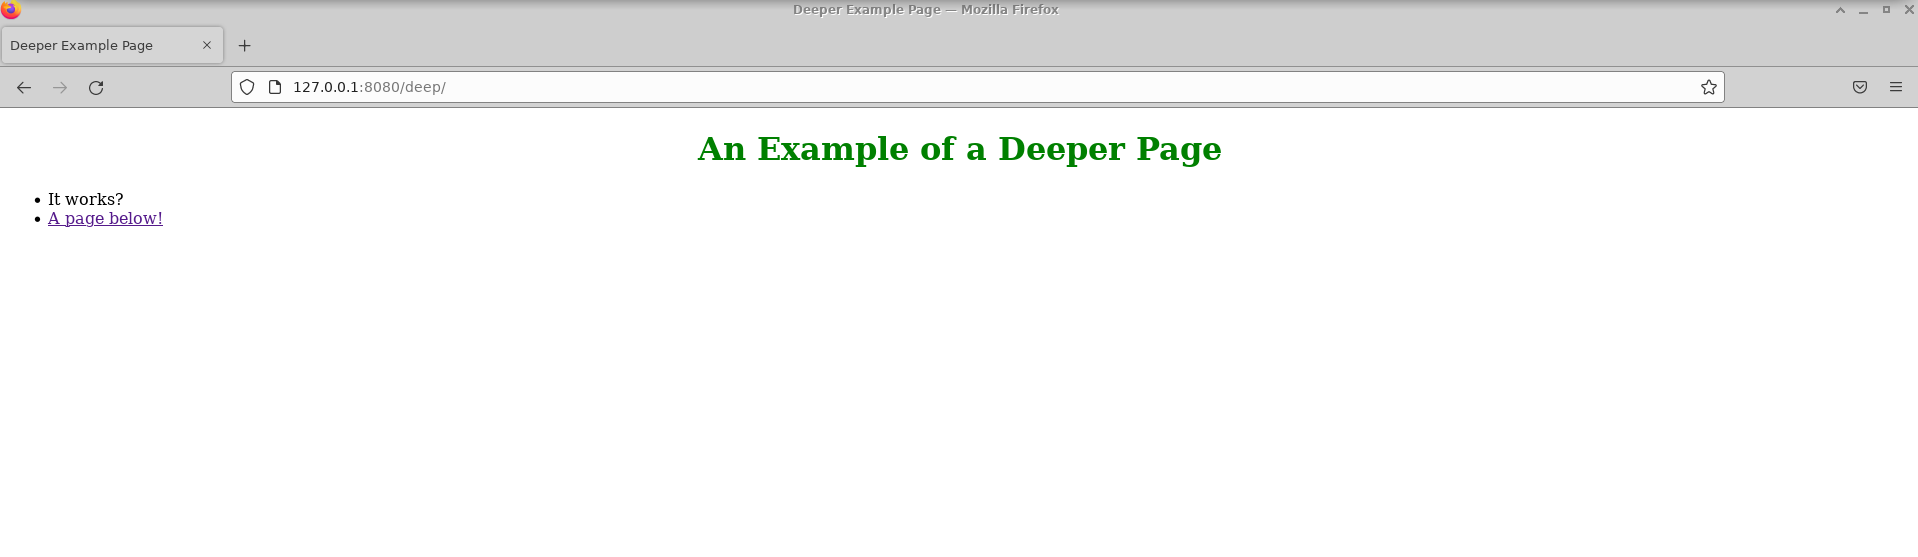 Deeper Example Page — Mozilla Firefox
Deeper Example Page
127.0.0.1:8080/deep/
An Example of a Deeper Page
• It works?
• A page below!